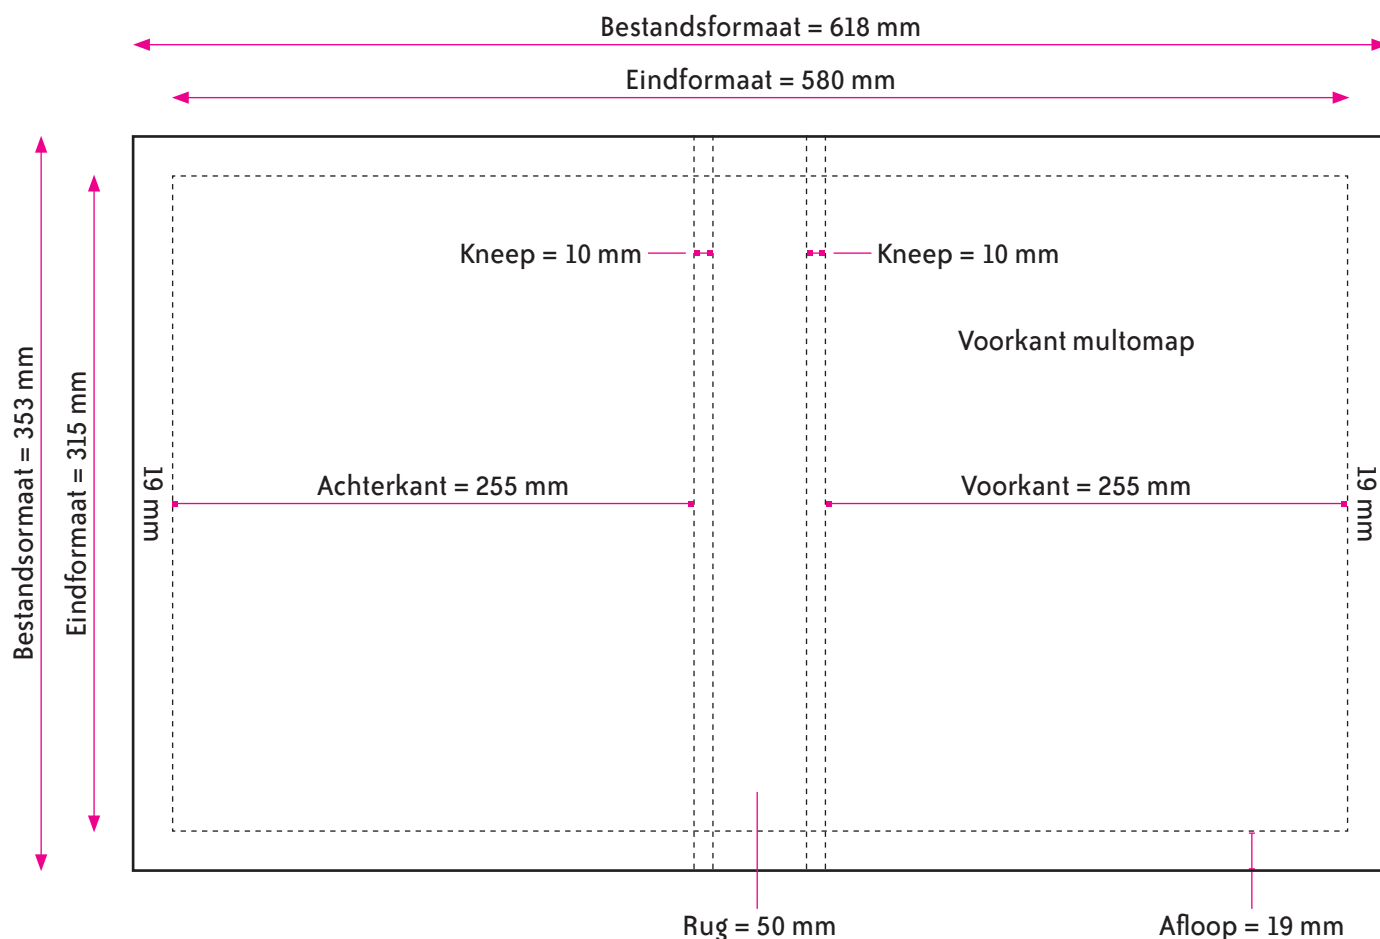 Bestandsformaat = 618 mm
Eindformaat = 580 mm
Kneep = 10 mm
Kneep = 10 mm
Voorkant multomap
Bestandsormaat = 353 mm
Eindformaat = 315 mm
19 mm
Achterkant = 255 mm
Voorkant = 255 mm
19 mm
Rug = 50 mm
Afloop = 19 mm